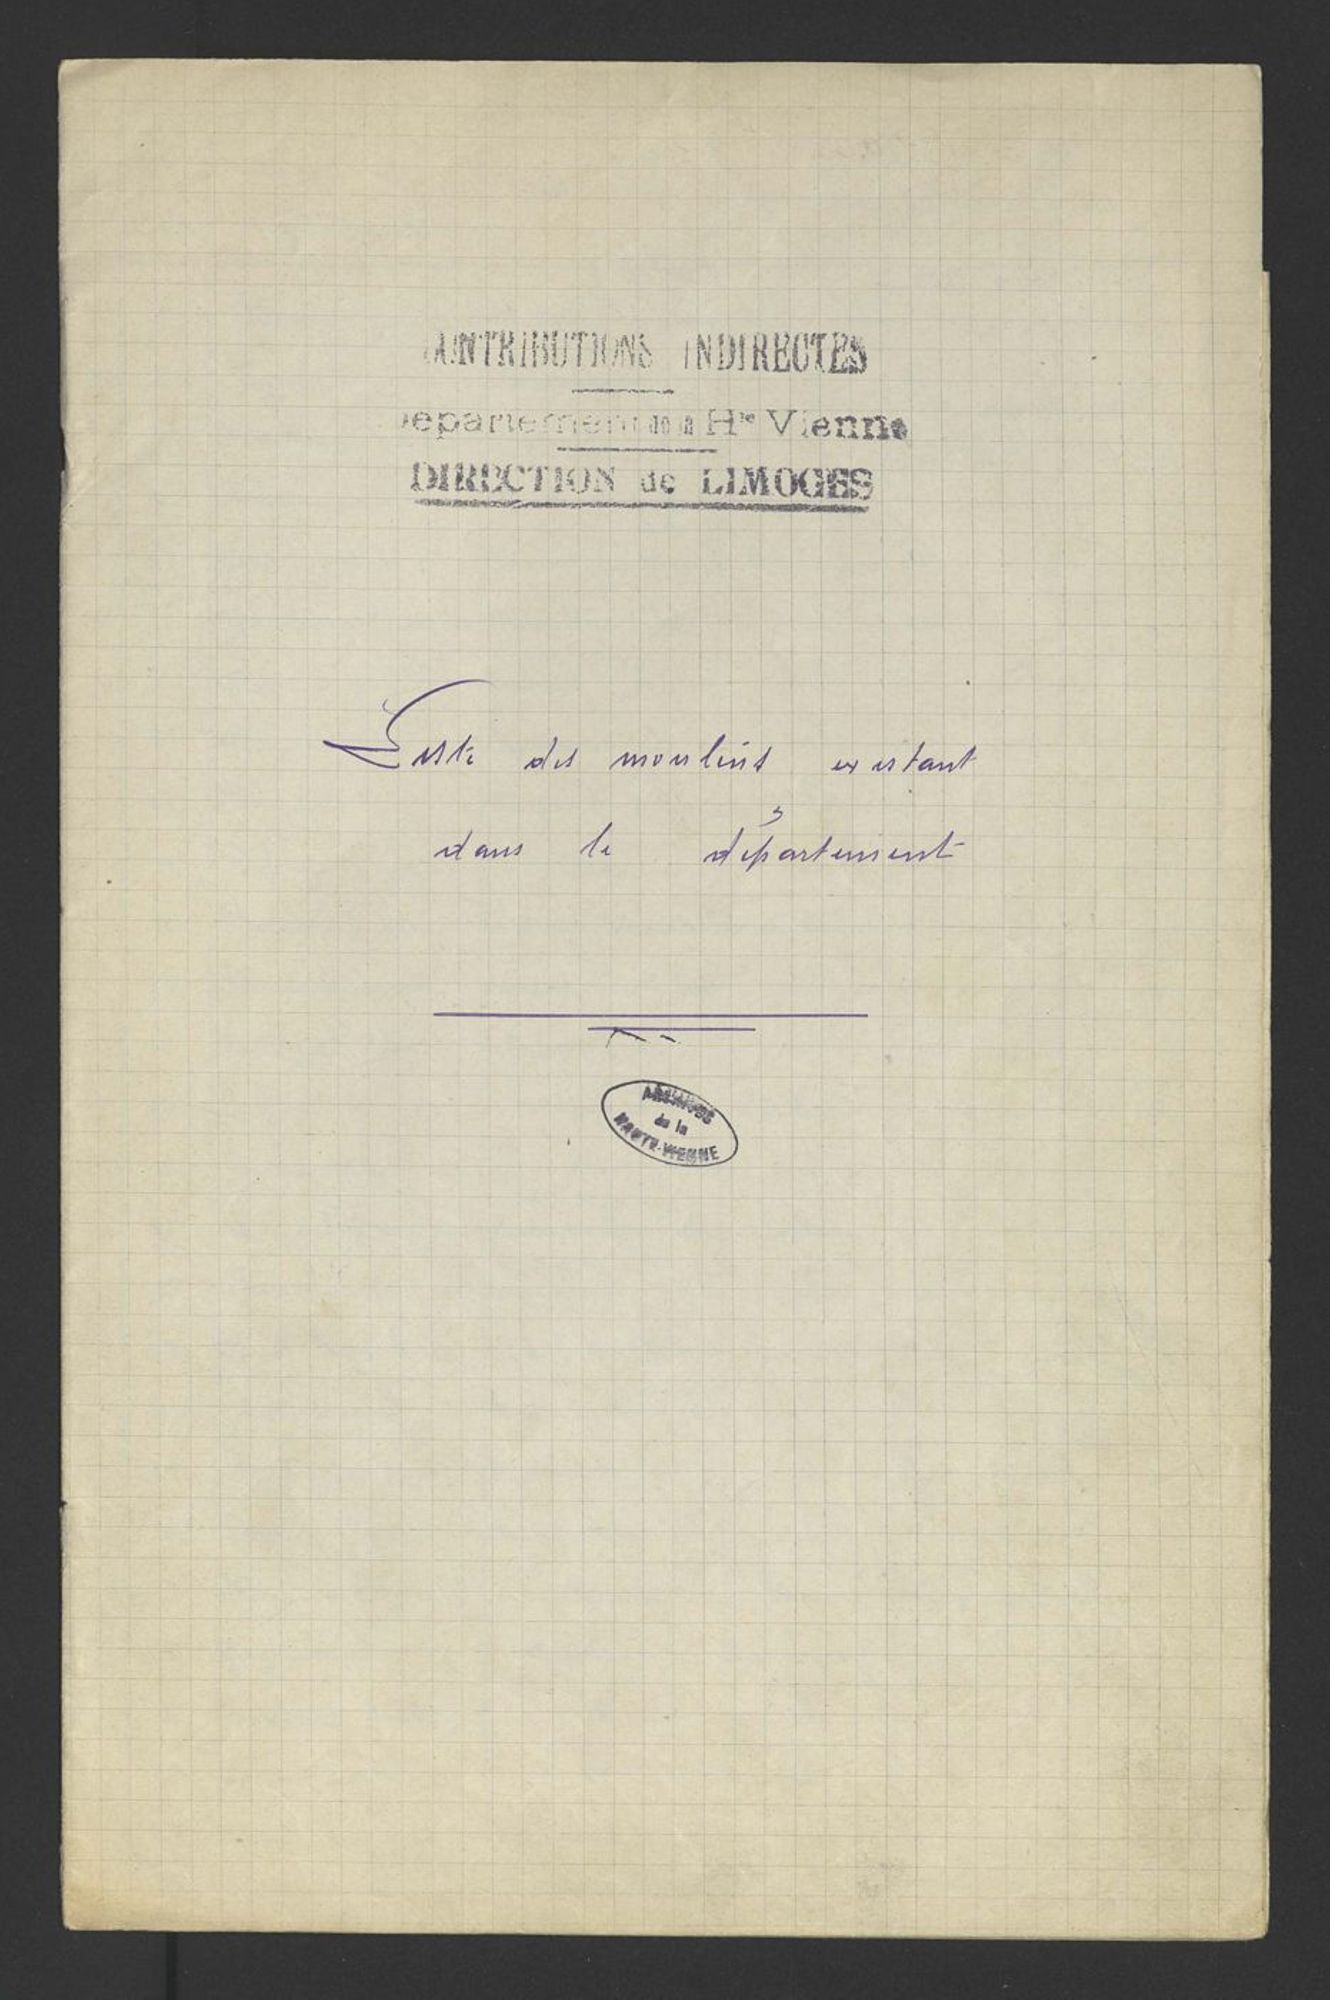 CONTRIBUTIONS INDIRECTES
Département de la Hte Vienne
DIRECTION de LIMOGES
Liste des moulins existant
dans le département
ARCHIVES
de la
HAUTE-VIENNE